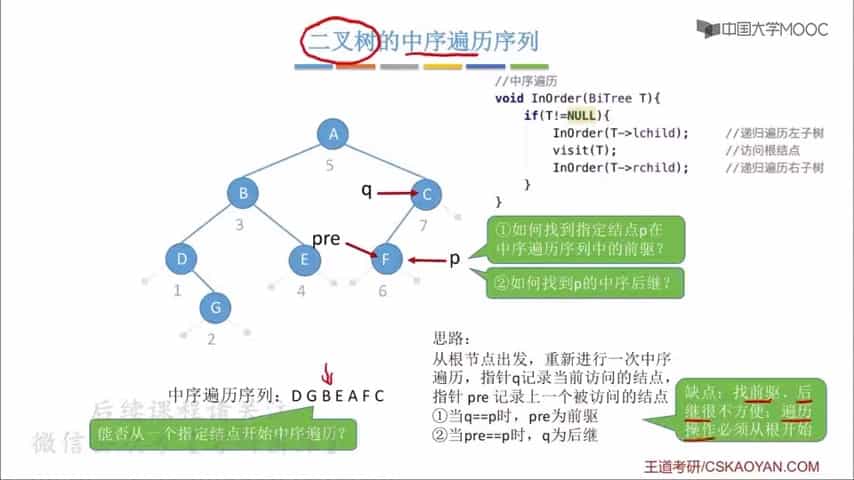 二叉树的中序遍历序列
中国大学MOOC
//中序遍历
void InOrder(BiTree T){
if(T!=NULL){
InOrder(T->lchild); //递归遍历左子树
visit(T); //访问根结点
InOrder(T->rchild); //递归遍历右子树
}
}
A
5
B
3
q
C
7
pre
D
1
E
4
F
6
p
G
2
①如何找到指定结点p在
中序遍历序列中的前驱?
②如何找到p的中序后继?
思路:
从根节点出发，重新进行一次中序
遍历，指针q记录当前访问的结点，
指针 pre 记录上一个被访问的结点
①当q==p时，pre为前驱
②当pre==p时，q为后继
缺点：找前驱、后
继很不方便；遍历
操作必须从根开始
中序遍历序列：D G B E A F C
能否从一个指定结点开始中序遍历?
后续课程请关
微信
王道考研/CSKAOYAN.COM